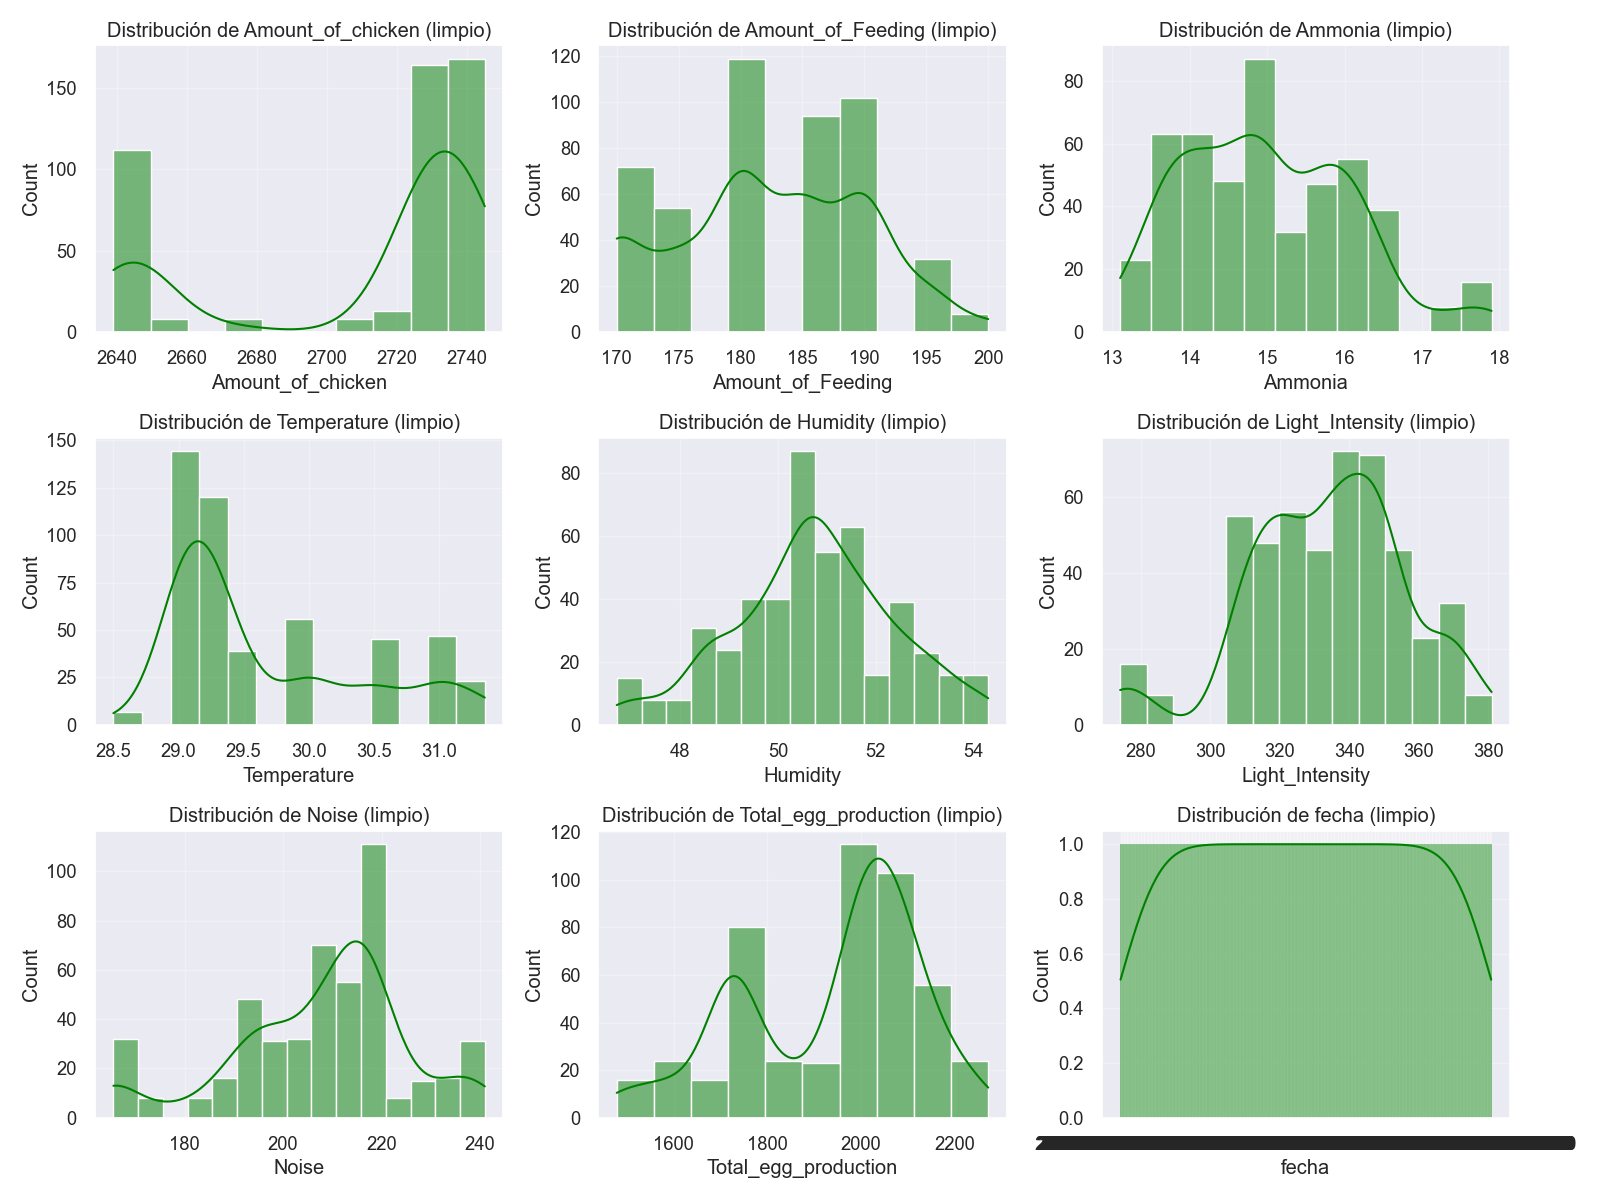 Distribución de Amount_of_chicken (limpio)
Count
150
100
50
0
2640 2660 2680 2700 2720 2740
Amount_of_chicken
Distribución de Amount_of_Feeding (limpio)
Count
120
100
80
60
40
20
0
170 175 180 185 190 195 200
Amount_of_Feeding
Distribución de Ammonia (limpio)
Count
80
60
40
20
0
13 14 15 16 17 18
Ammonia
Distribución de Temperature (limpio)
Count
150
125
100
75
50
25
0
28.5 29.0 29.5 30.0 30.5 31.0
Temperature
Distribución de Humidity (limpio)
Count
80
60
40
20
0
48 50 52 54
Humidity
Distribución de Light_Intensity (limpio)
Count
60
40
20
0
280 300 320 340 360 380
Light_Intensity
Distribución de Noise (limpio)
Count
100
80
60
40
20
0
180 200 220 240
Noise
Distribución de Total_egg_production (limpio)
Count
120
100
80
60
40
20
0
1600 1800 2000 2200
Total_egg_production
Distribución de fecha (limpio)
Count
1.0
0.8
0.6
0.4
0.2
0.0
fecha